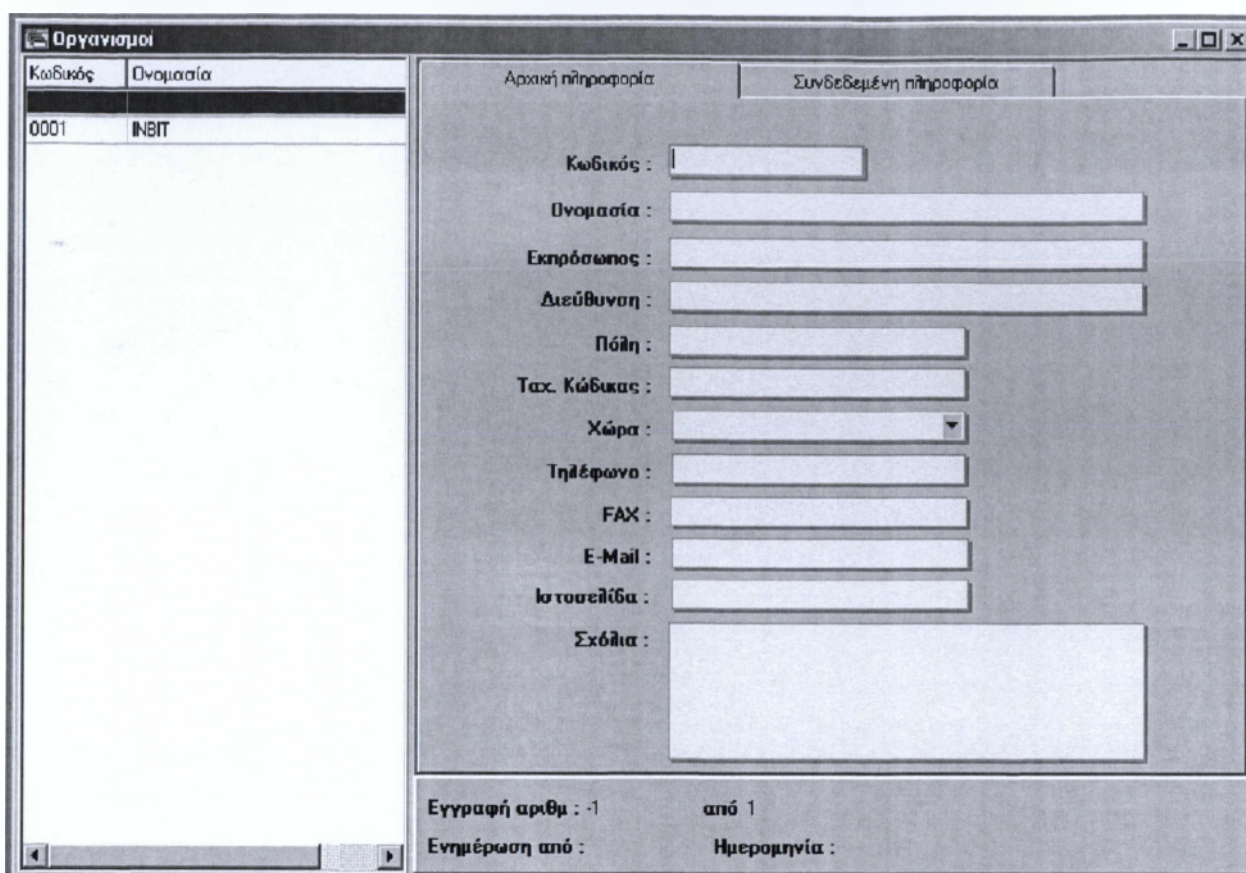 Οργανισμοί
Κωδικός Ονομασία
0001 INBIT
Αρχική πληροφορία Συνδεδεμένη πληροφορία
Κωδικός :
Ονομασία :
Εκπρόσωπος :
Διεύθυνση :
Πόλη :
Ταχ. Κώδικας :
Χώρα :
Τηλέφωνο :
FAX :
E-Mail :
Ιστοσελίδα :
Σχόλια :
Εγγραφή αριθμ : -1 από 1
Ενημέρωση από : Ημερομηνία :